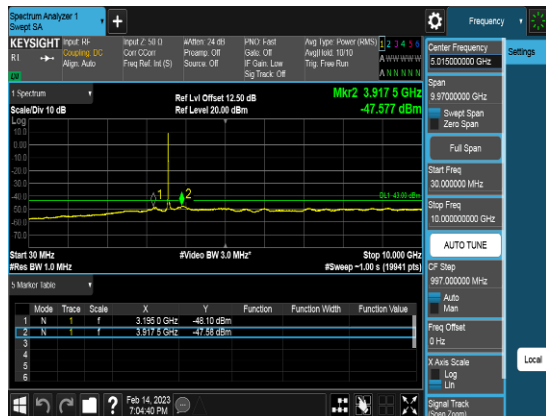 Spectrum Analyzer 1
Swept SA
+
Frequency
KEYSIGHT
Input: RF
Coupling: DC
Align: Auto
Input Z: 50 Ω
Corr CCorr
Freq Ref: Int (S)
#Atten: 24 dB
Preamp: Off
Source: Off
PNO: Fast
Gate: Off
IF Gain: Low
Sig Track: Off
Avg Type: Power (RMS)
Avg|Hold: 10/10
Trig: Free Run
1 2 3 4 5 6
A W W W W W
A N N N N N
1 Spectrum
Scale/Div 10 dB
Ref Lvl Offset 12.50 dB
Ref Level 20.00 dBm
Mkr2 3.917 5 GHz
-47.577 dBm
Log
10.0
0.00
-10.0
-20.0
-30.0
-40.0
-50.0
-60.0
-70.0
1
2
Start 30 MHz
#Res BW 1.0 MHz
#Video BW 3.0 MHz*
Stop 10.000 GHz
#Sweep ~1.00 s (19941 pts)
5 Marker Table
Mode Trace Scale X Y Function Function Width Function Value
1 N 1 f 3.195 0 GHz -48.10 dBm
2 N 1 f 3.917 5 GHz -47.58 dBm
3
4
5
6
Feb 14, 2023
7:04:40 PM
Center Frequency
5.015000000 GHz
Settings
Span
9.97000000 GHz
Swept Span
Zero Span
Full Span
Start Freq
30.000000 MHz
Stop Freq
10.000000000 GHz
AUTO TUNE
CF Step
997.000000 MHz
Auto
Man
Freq Offset
0 Hz
X Axis Scale
Log
Lin
Local
Signal Track
(Span Zoom)